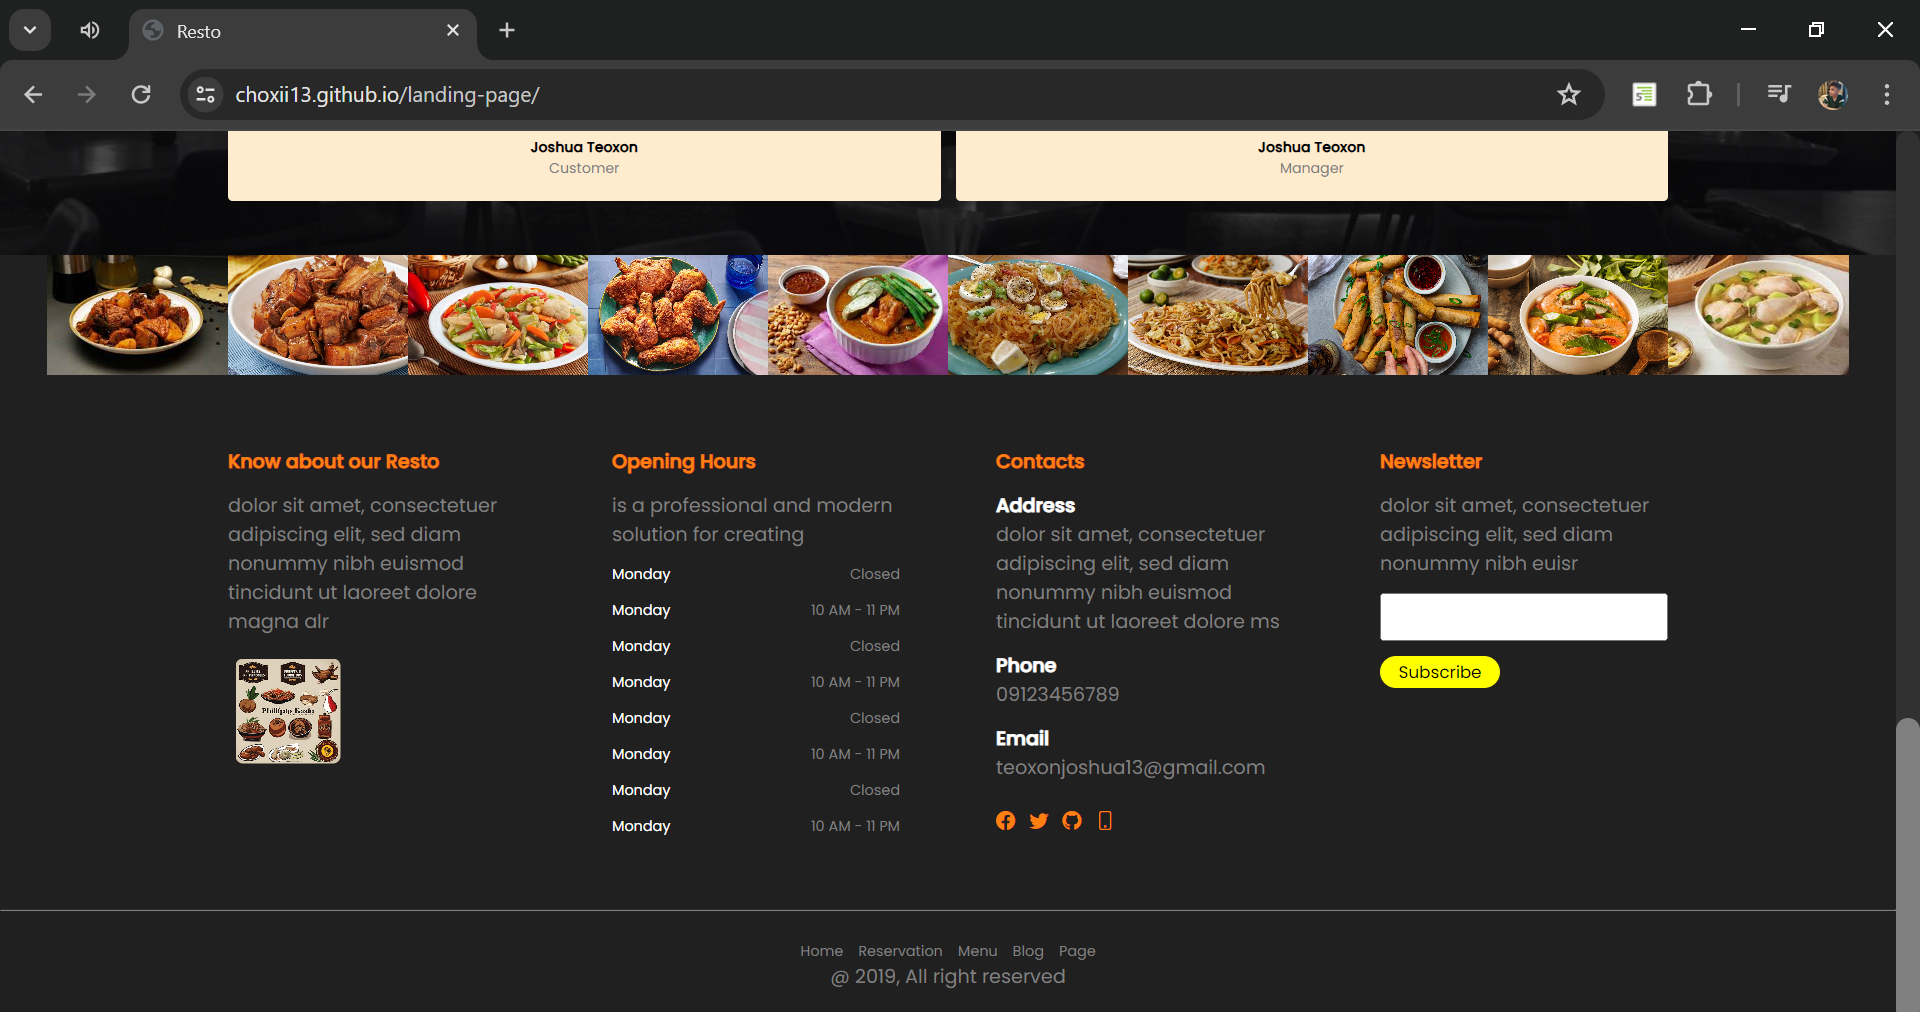 Resto
choxii13.github.io/landing-page/
Joshua Teoxon
Customer
Joshua Teoxon
Manager
Know about our Resto
dolor sit amet, consectetuer
adipiscing elit, sed diam
nonummy nibh euismod
tincidunt ut laoreet dolore
magna alr
Opening Hours
is a professional and modern
solution for creating
Monday Closed
Monday 10 AM - 11 PM
Monday Closed
Monday 10 AM - 11 PM
Monday Closed
Monday 10 AM - 11 PM
Monday Closed
Monday 10 AM - 11 PM
Contacts
Address
dolor sit amet, consectetuer
adipiscing elit, sed diam
nonummy nibh euismod
tincidunt ut laoreet dolore ms
Phone
09123456789
Email
teoxonjoshua13@gmail.com
Newsletter
dolor sit amet, consectetuer
adipiscing elit, sed diam
nonummy nibh euisr
Subscribe
Home Reservation Menu Blog Page
@ 2019, All right reserved